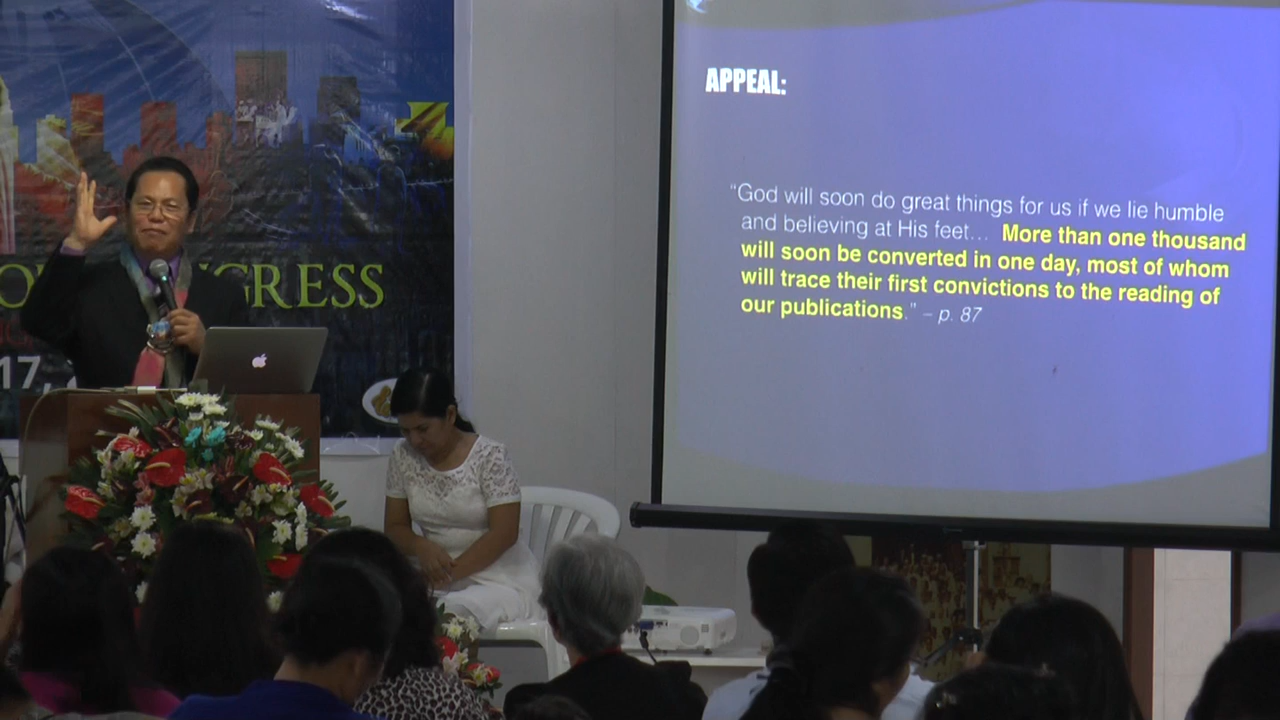 GRESS
17,
APPEAL:
“God will soon do great things for us if we lie humble
and believing at His feet... More than one thousand
will soon be converted in one day, most of whom
will trace their first convictions to the reading of
our publications.” – p. 87